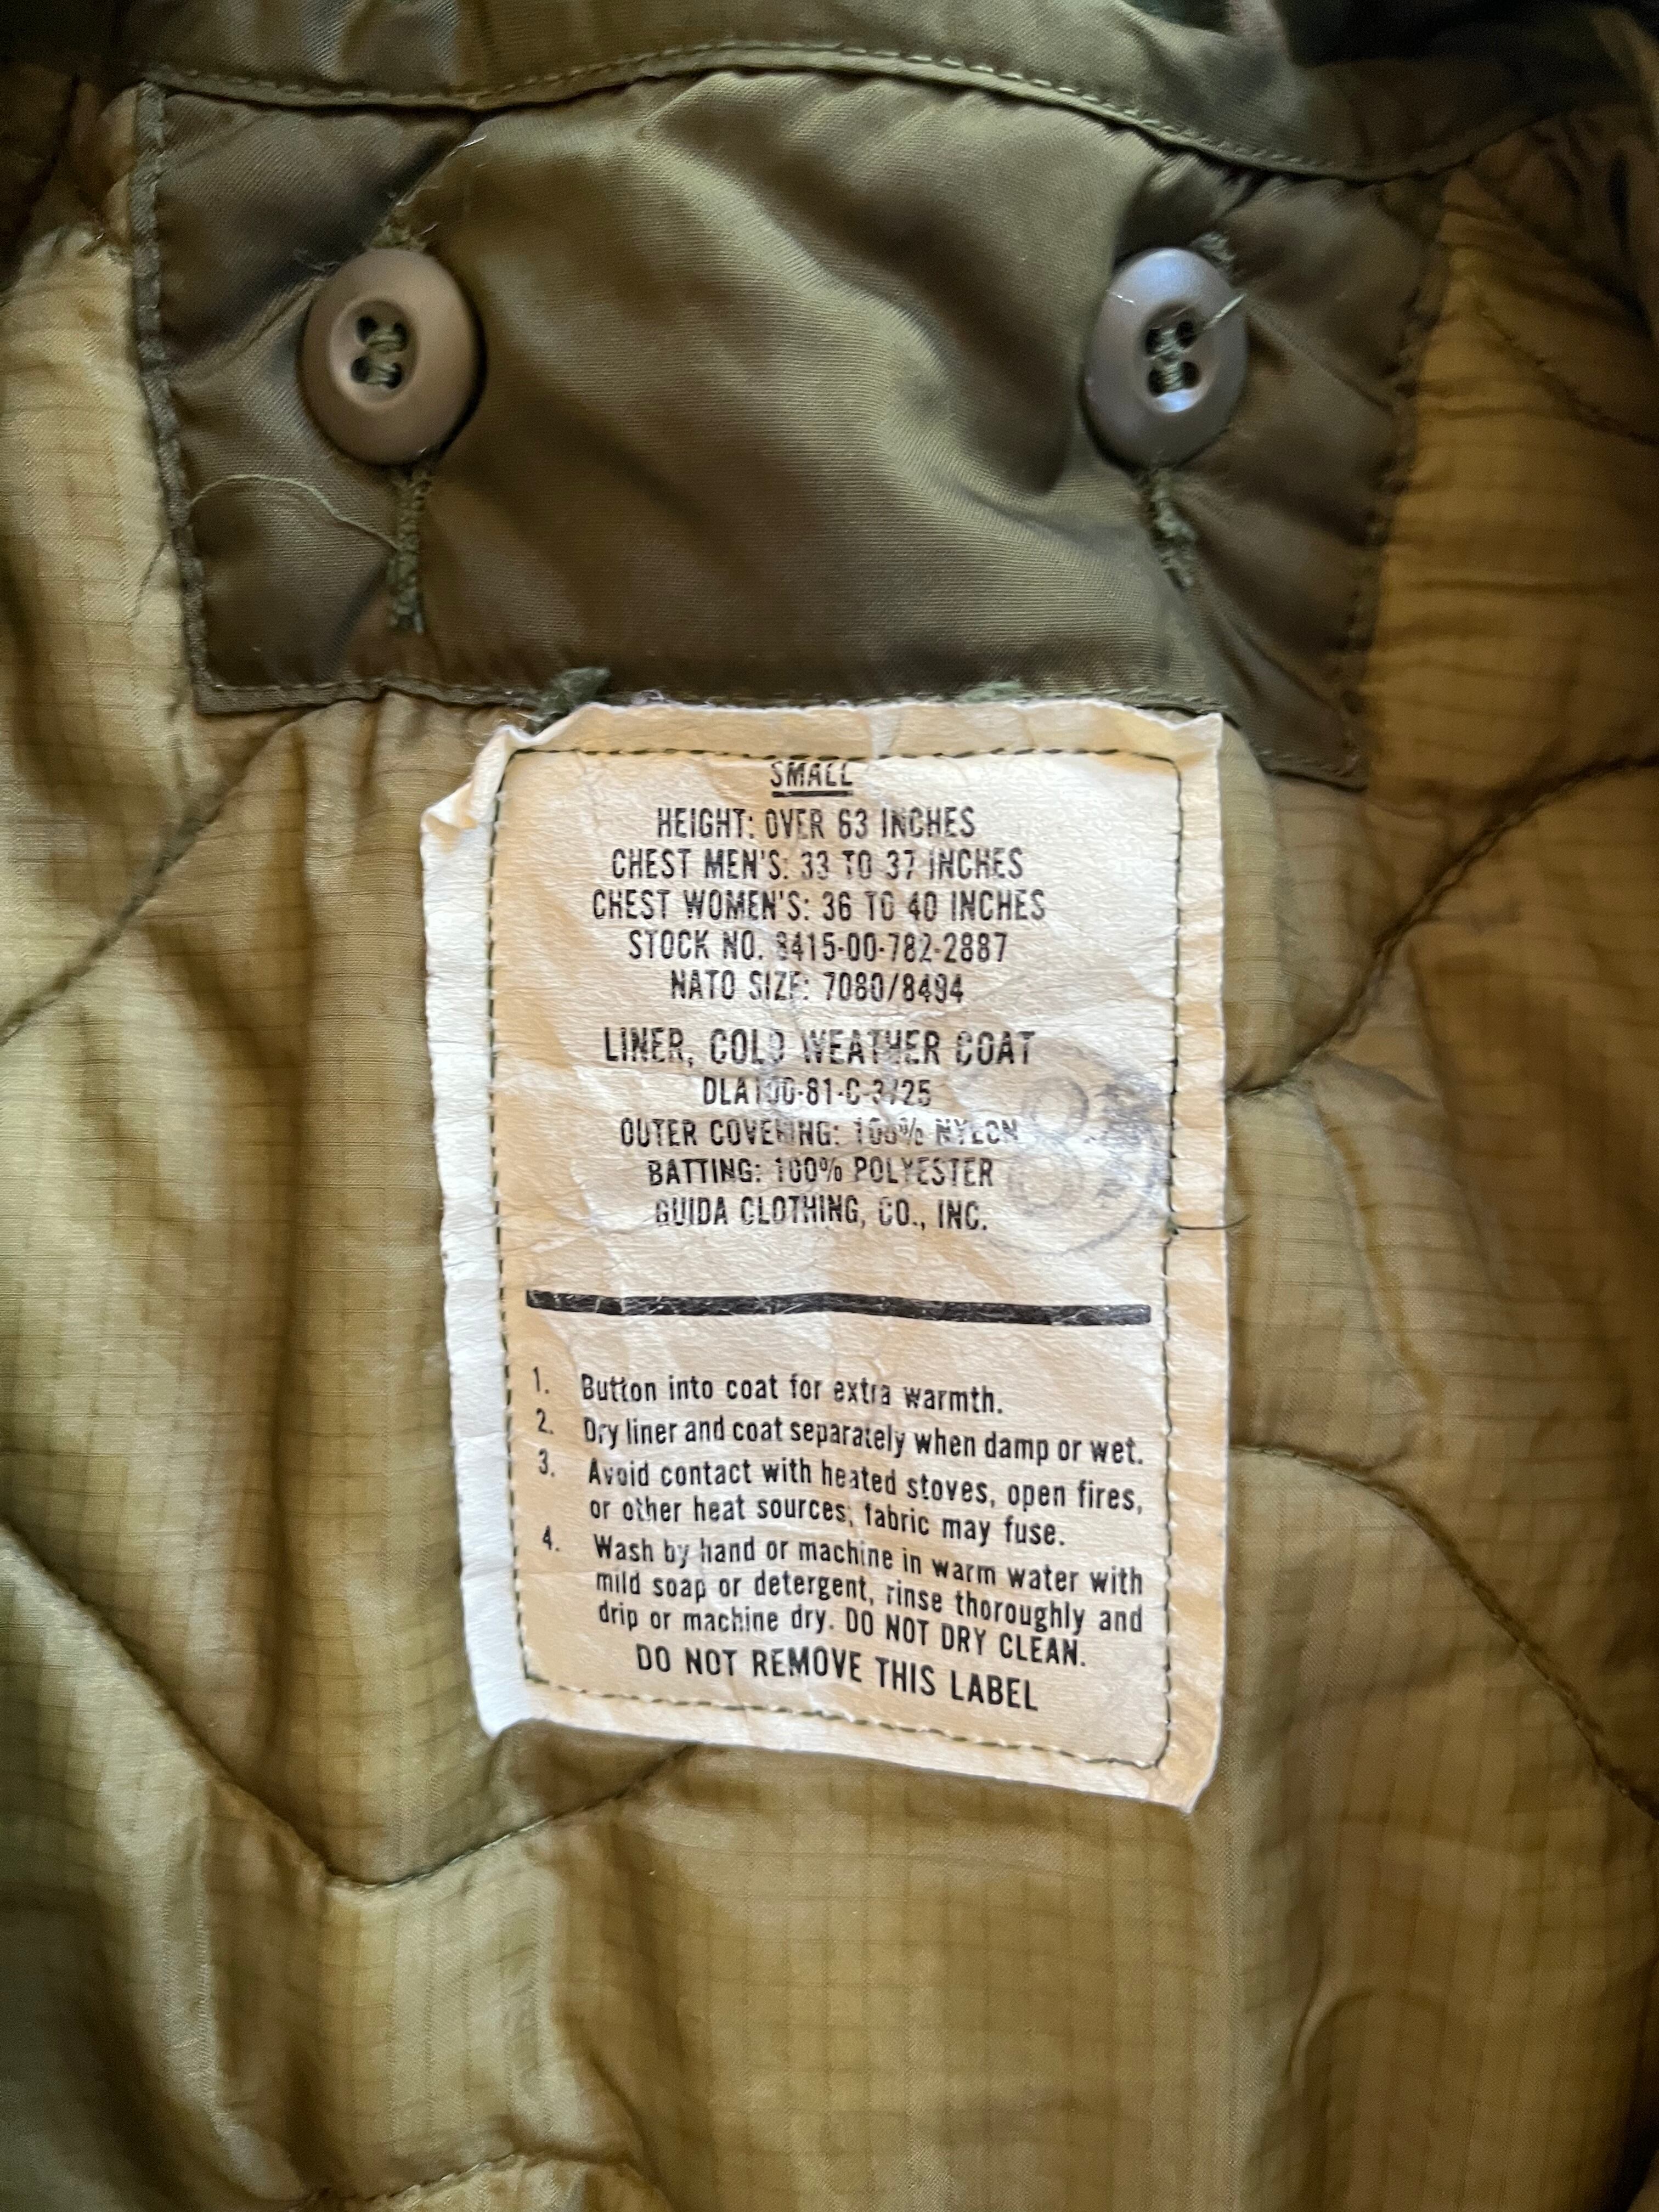 SMALL
HEIGHT: OVER 63 INCHES
CHEST MEN'S: 33 TO 37 INCHES
CHEST WOMEN'S: 36 TO 40 INCHES
STOCK NO. 8415-00-782-2887
NATO SIZE: 7080/8494
LINER, COLD WEATHER COAT
OUTER COVERING: 100% NYLON
BATTING: 100% POLYESTER
GUIDA CLOTHING, CO., INC.
1. Button into coat for extra warmth.
2. Dry liner and coat separately when damp or wet.
3. Avoid contact with heated stoves, open fires,
or other heat sources; fabric may fuse.
4. Wash by hand or machine in warm water with
mild soap or detergent, rinse thoroughly and
drip or machine dry. DO NOT DRY CLEAN.
DO NOT REMOVE THIS LABEL